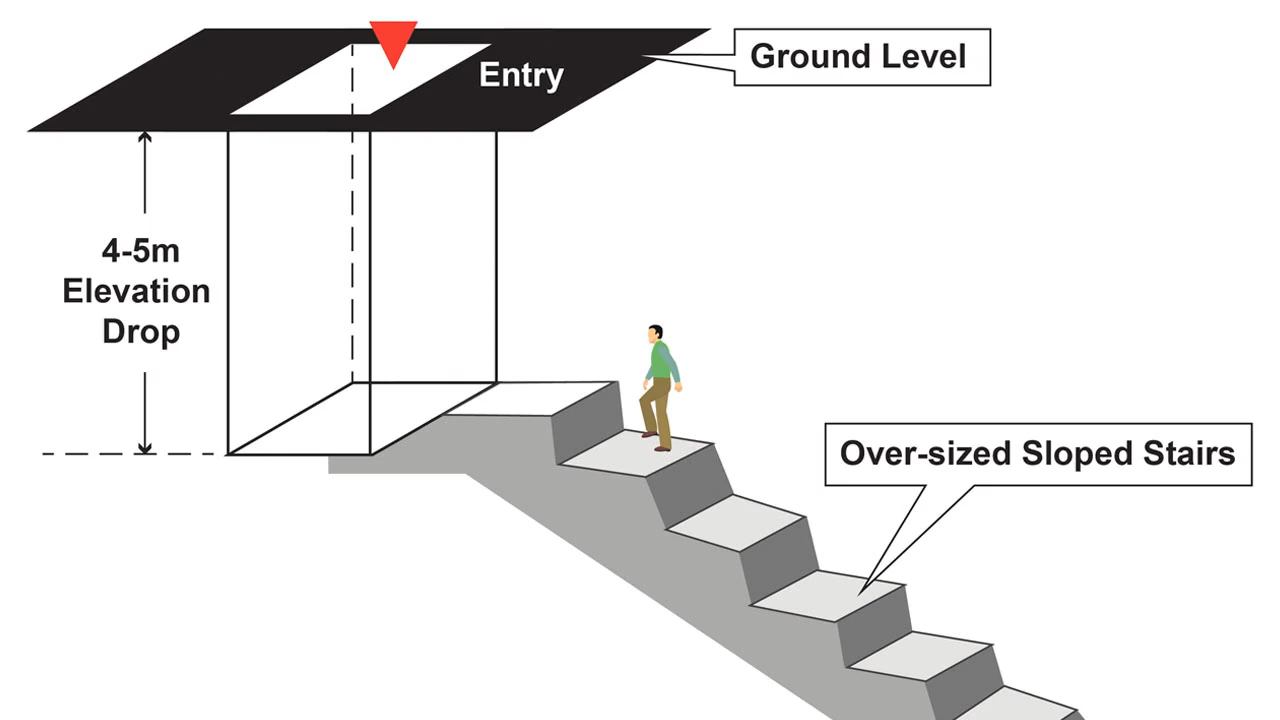 Ground Level
Entry
4-5m
Elevation
Drop
Over-sized Sloped Stairs